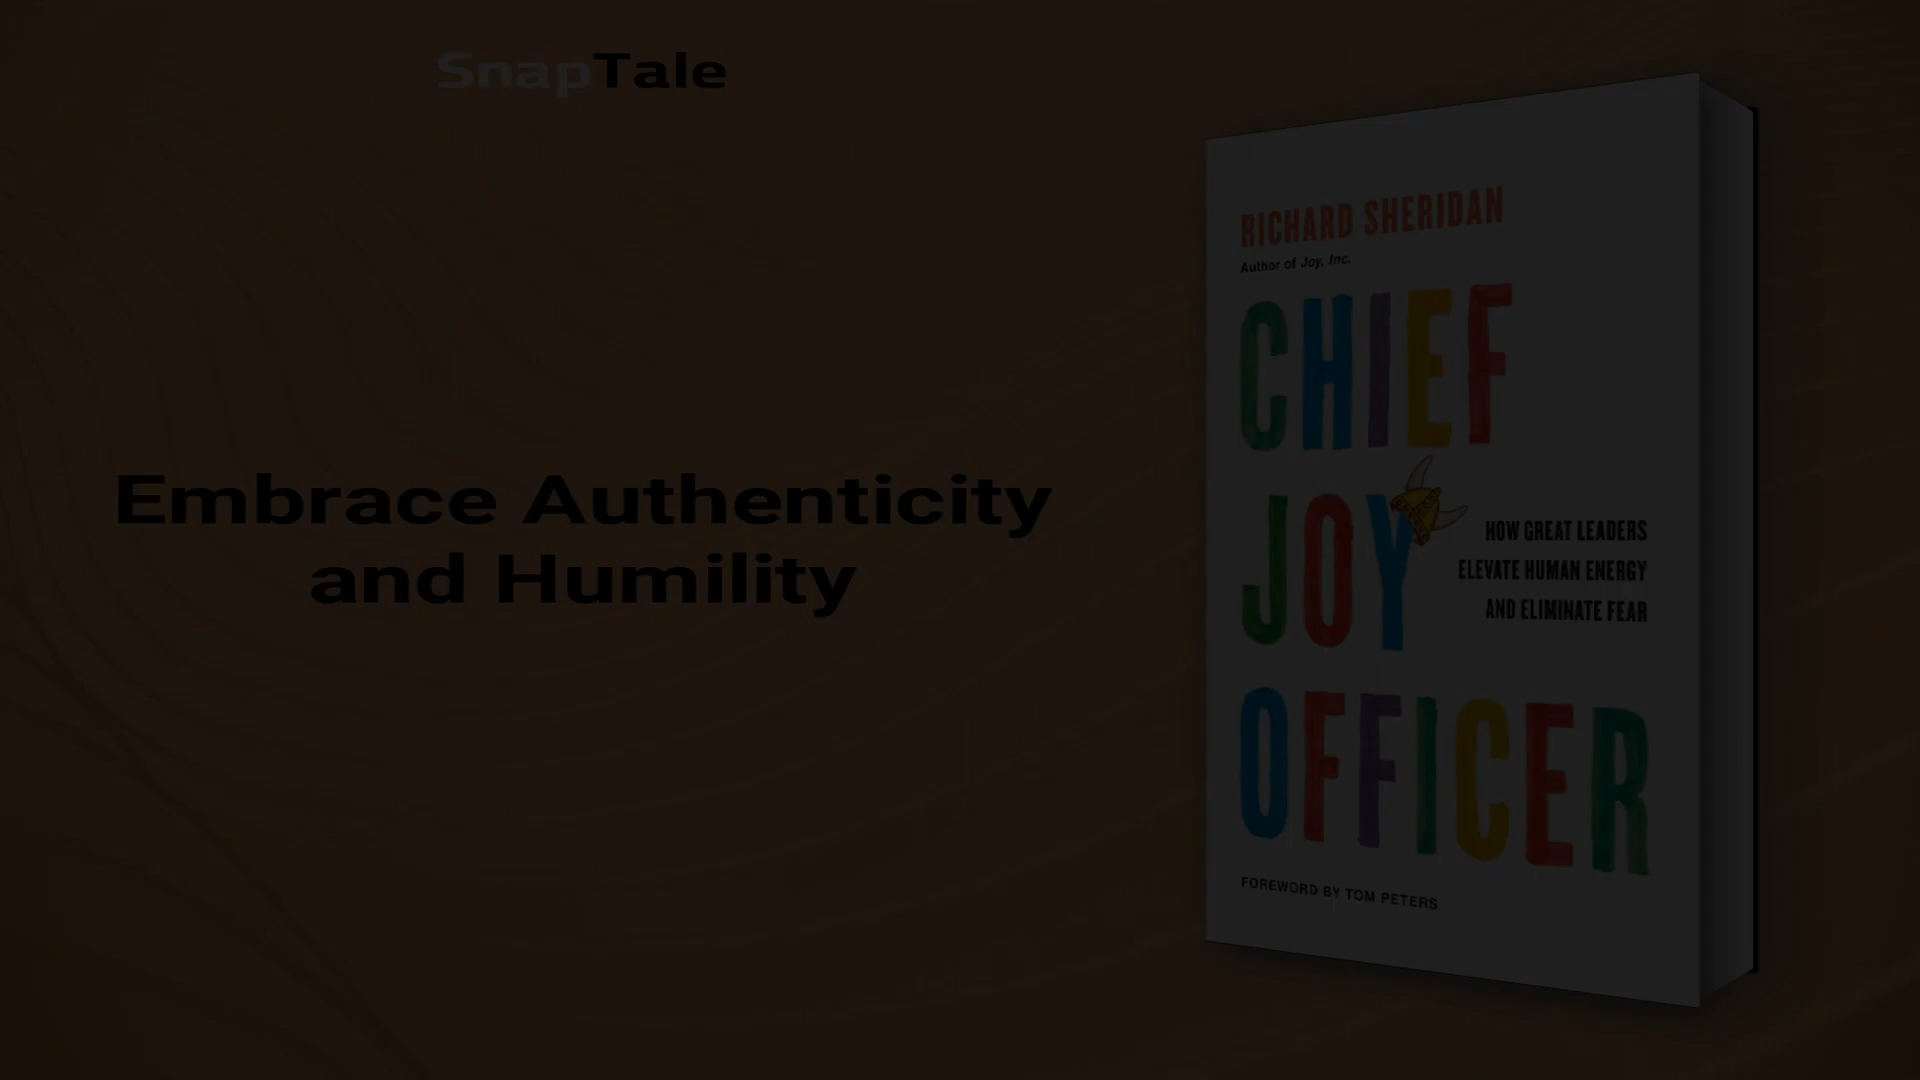 SnapTale
Embrace Authenticity
and Humility
RICHARD SHERIDAN
Author of Joy, Inc.
CHIEF
JOY
HOW GREAT LEADERS
ELEVATE HUMAN ENERGY
AND ELIMINATE FEAR
OFFICER
FOREWORD BY TOM PETERS